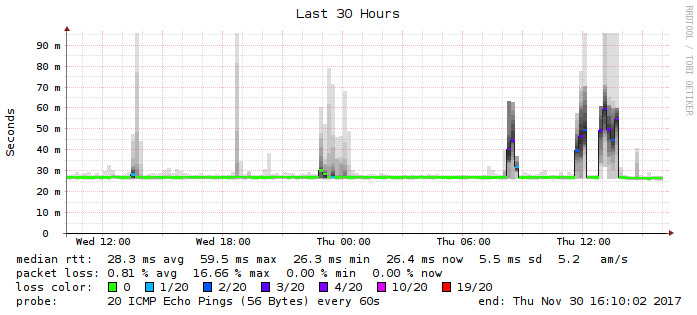 Last 30 Hours
RRDTOOL / TOBI OETIKER
Seconds
90 m
80 m
70 m
60 m
50 m
40 m
30 m
20 m
10 m
0
Wed 12:00 Wed 18:00 Thu 00:00 Thu 06:00 Thu 12:00
median rtt: 28.3 ms avg 59.5 ms max 26.3 ms min 26.4 ms now 5.5 ms sd 5.2 am/s
packet loss: 0.81 % avg 16.66 % max 0.00 % min 0.00 % now
loss color: 0 1/20 2/20 3/20 4/20 10/20 19/20
probe: 20 ICMP Echo Pings (56 Bytes) every 60s end: Thu Nov 30 16:10:02 2017